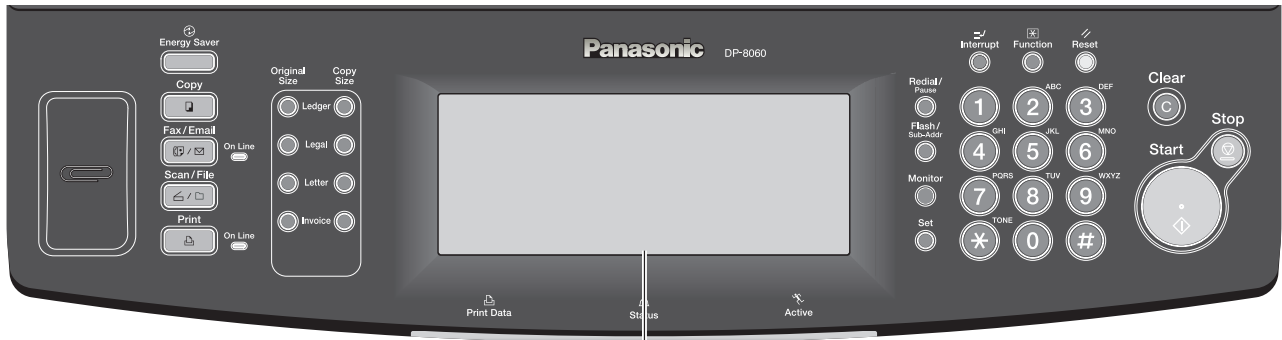 Energy Saver
Copy
Fax / Email
On Line
Scan / File
Print
On Line
Original Size
Copy Size
Ledger
Legal
Letter
Invoice
Panasonic DP-8060
Print Data
Status
Active
Interrupt
Function
Reset
Redial /
Pause
Flash /
Sub-Addr
Monitor
Set
1
2 ABC
3 DEF
4 GHI
5 JKL
6 MNO
7 PQRS
8 TUV
9 WXYZ
* TONE
0
#
Clear
C
Stop
Start